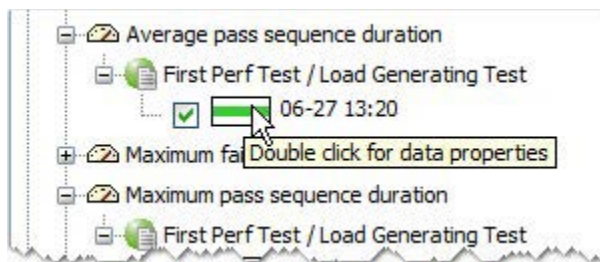 Average pass sequence duration
First Perf Test / Load Generating Test
06-27 13:20
Maximum fai
Double click for data properties
Maximum pass sequence duration
First Perf Test / Load Generating Test